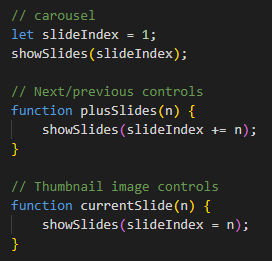 // carousel
let slideIndex = 1;
showSlides(slideIndex);
// Next/previous controls
function plusSlides(n) {
    showSlides(slideIndex += n);
}
// Thumbnail image controls
function currentSlide(n) {
    showSlides(slideIndex = n);
}